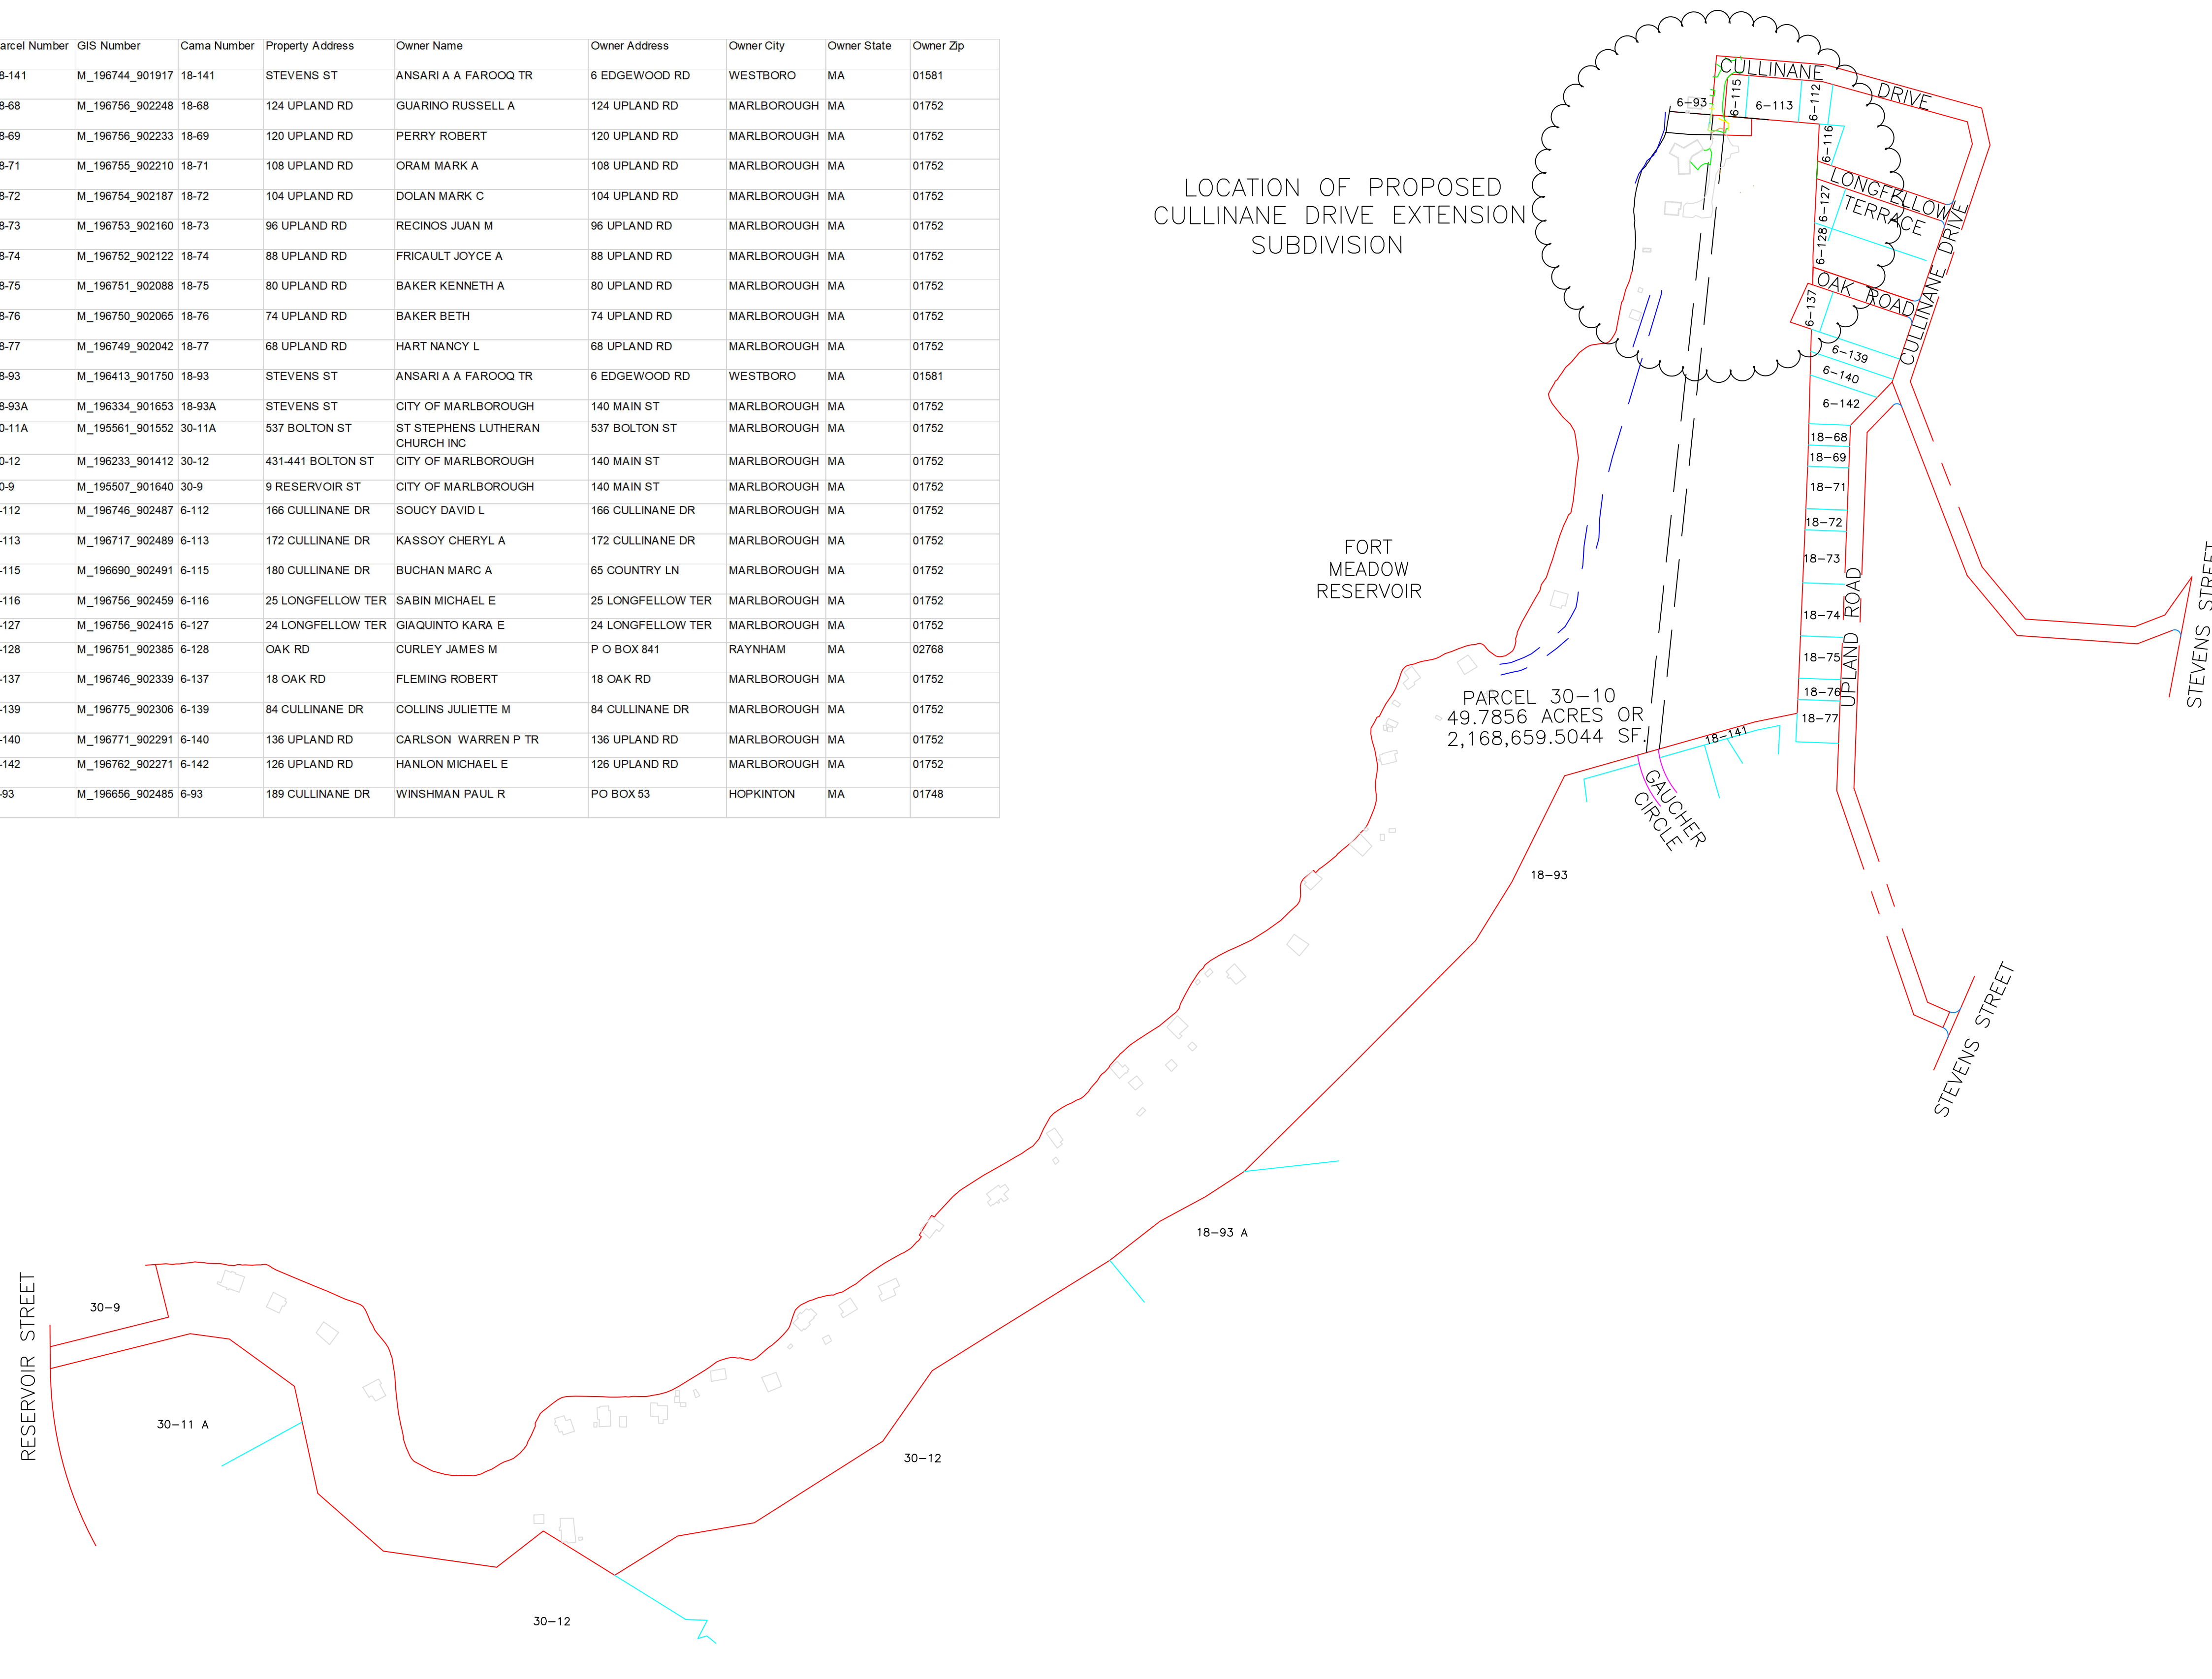 arcel Number GIS Number Cama Number Property Address Owner Name Owner Address Owner City Owner State Owner Zip
8-141 M_196744_901917 18-141 STEVENS ST ANSARI A A FAROOQ TR 6 EDGEWOOD RD WESTBORO MA 01581
8-68 M_196756_902248 18-68 124 UPLAND RD GUARINO RUSSELL A 124 UPLAND RD MARLBOROUGH MA 01752
8-69 M_196756_902233 18-69 120 UPLAND RD PERRY ROBERT 120 UPLAND RD MARLBOROUGH MA 01752
8-71 M_196755_902210 18-71 108 UPLAND RD ORAM MARK A 108 UPLAND RD MARLBOROUGH MA 01752
8-72 M_196754_902187 18-72 104 UPLAND RD DOLAN MARK C 104 UPLAND RD MARLBOROUGH MA 01752
8-73 M_196753_902160 18-73 96 UPLAND RD RECINOS JUAN M 96 UPLAND RD MARLBOROUGH MA 01752
8-74 M_196752_902122 18-74 88 UPLAND RD FRICAULT JOYCE A 88 UPLAND RD MARLBOROUGH MA 01752
8-75 M_196751_902088 18-75 80 UPLAND RD BAKER KENNETH A 80 UPLAND RD MARLBOROUGH MA 01752
8-76 M_196750_902065 18-76 74 UPLAND RD BAKER BETH 74 UPLAND RD MARLBOROUGH MA 01752
8-77 M_196749_902042 18-77 68 UPLAND RD HART NANCY L 68 UPLAND RD MARLBOROUGH MA 01752
8-93 M_196413_901750 18-93 STEVENS ST ANSARI A A FAROOQ TR 6 EDGEWOOD RD WESTBORO MA 01581
8-93A M_196334_901653 18-93A STEVENS ST CITY OF MARLBOROUGH 140 MAIN ST MARLBOROUGH MA 01752
0-11A M_195561_901552 30-11A 537 BOLTON ST ST STEPHENS LUTHERAN 537 BOLTON ST MARLBOROUGH MA 01752
CHURCH INC
0-12 M_196233_901412 30-12 431-441 BOLTON ST CITY OF MARLBOROUGH 140 MAIN ST MARLBOROUGH MA 01752
0-9 M_195507_901640 30-9 9 RESERVOIR ST CITY OF MARLBOROUGH 140 MAIN ST MARLBOROUGH MA 01752
-112 M_196746_902487 6-112 166 CULLINANE DR SOUCY DAVID L 166 CULLINANE DR MARLBOROUGH MA 01752
-113 M_196717_902489 6-113 172 CULLINANE DR KASSOY CHERYL A 172 CULLINANE DR MARLBOROUGH MA 01752
-115 M_196690_902491 6-115 180 CULLINANE DR BUCHAN MARC A 65 COUNTRY LN MARLBOROUGH MA 01752
-116 M_196756_902459 6-116 25 LONGFELLOW TER SABIN MICHAEL E 25 LONGFELLOW TER MARLBOROUGH MA 01752
-127 M_196756_902415 6-127 24 LONGFELLOW TER GIAQUINTO KARA E 24 LONGFELLOW TER MARLBOROUGH MA 01752
-128 M_196751_902385 6-128 OAK RD CURLEY JAMES M P O BOX 841 RAYNHAM MA 02768
-137 M_196746_902339 6-137 18 OAK RD FLEMING ROBERT 18 OAK RD MARLBOROUGH MA 01752
-139 M_196775_902306 6-139 84 CULLINANE DR COLLINS JULIETTE M 84 CULLINANE DR MARLBOROUGH MA 01752
-140 M_196771_902291 6-140 136 UPLAND RD CARLSON WARREN P TR 136 UPLAND RD MARLBOROUGH MA 01752
-142 M_196762_902271 6-142 126 UPLAND RD HANLON MICHAEL E 126 UPLAND RD MARLBOROUGH MA 01752
-93 M_196656_902485 6-93 189 CULLINANE DR WINSHMAN PAUL R PO BOX 53 HOPKINTON MA 01748
CULLINANE DRIVE
6-93
6-115
6-113
6-112
6-116
LOCATION OF PROPOSED
CULLINANE DRIVE EXTENSION
SUBDIVISION
LONGFELLOW
TERRACE
6-127
6-128
OAK ROAD
6-137
CULLINANE DRIVE
6-139
6-140
6-142
18-68
18-69
18-71
18-72
18-73
18-74
18-75
18-76
18-77
UPLAND ROAD
STEVENS STREET
FORT
MEADOW
RESERVOIR
PARCEL 30-10
49.7856 ACRES OR
2,168,659.5044 SF.
18-141
GAUCHER
CIRCLE
18-93
STEVENS STREET
18-93 A
RESERVOIR STREET
30-9
30-11 A
30-12
30-12